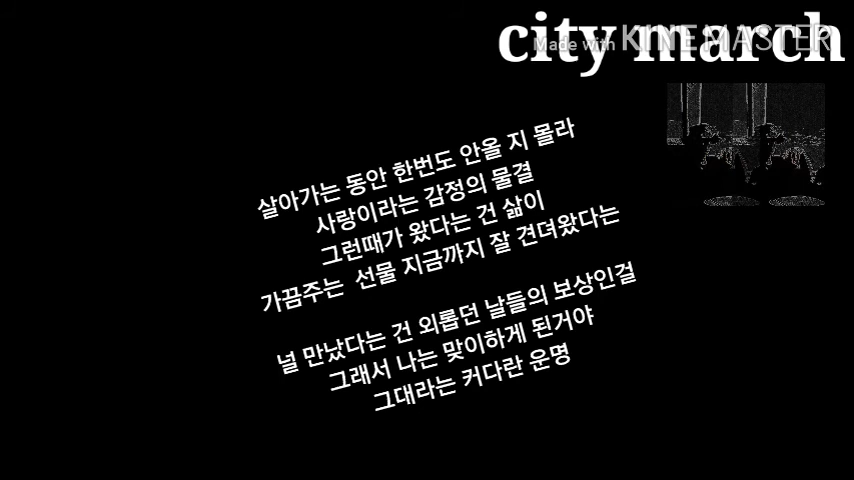 city march
Made with KINEMASTER
살아가는 동안 한번도 안올 지 몰라
사랑이라는 감정의 물결
그런때가 왔다는 건 삶이
가끔주는 선물 지금까지 잘 견뎌왔다는
널 만났다는 건 외롭던 날들의 보상인걸
그래서 나는 맞이하게 된거야
그대라는 커다란 운명